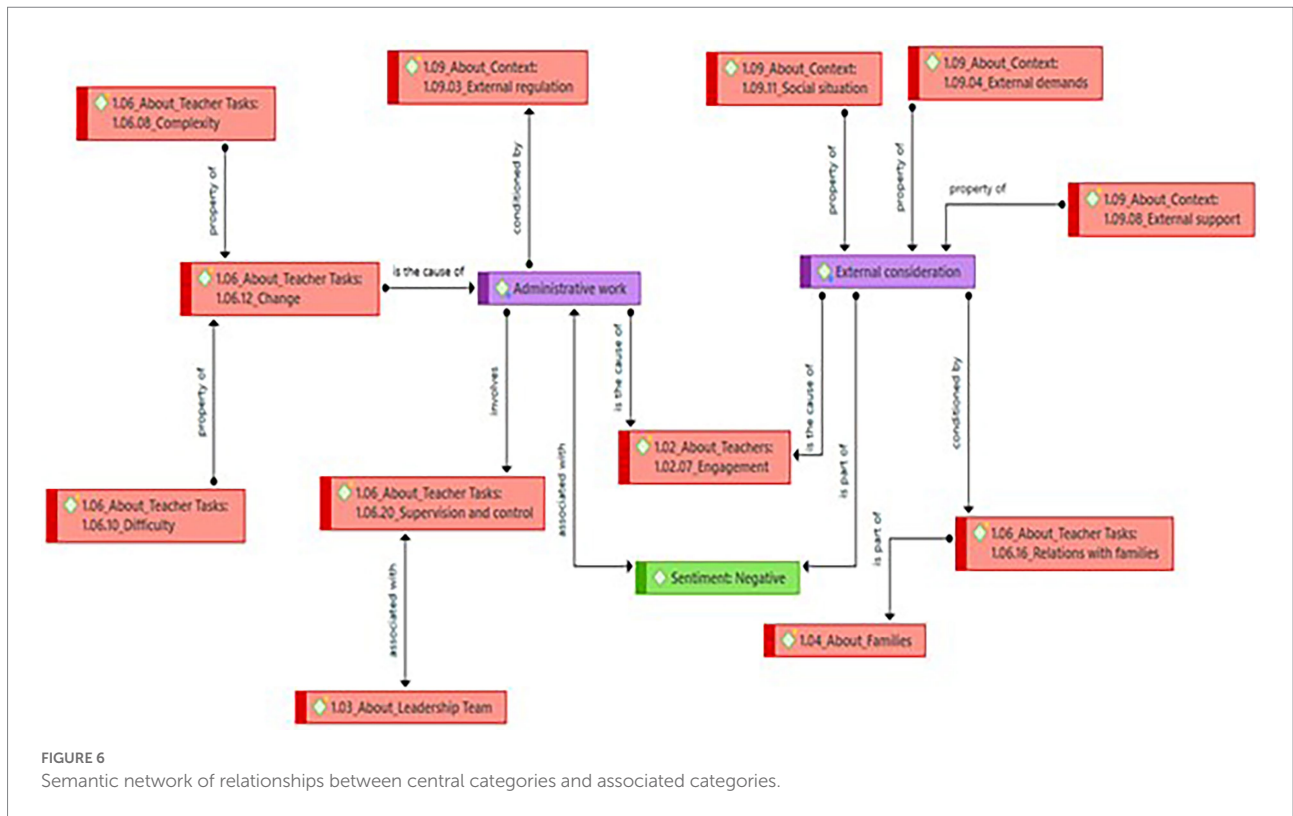 1.09_About_Context:
1.09.03_External regulation
1.09_About_Context:
1.09.11_Social situation
1.09_About_Context:
1.09.04_External demands
1.06_About_Teacher Tasks:
1.06.08_Complexity
property of
conditioned by
property of
property of
property of
1.09_About_Context:
1.09.08_External support
1.06_About_Teacher Tasks:
1.06.12_Change
is the cause of
Administrative work
External consideration
property of
involves
is the cause of
is the cause of
conditioned by
1.02_About_Teachers:
1.02.07_Engagement
associated with
is part of
1.06_About_Teacher Tasks:
1.06.10_Difficulty
1.06_About_Teacher Tasks:
1.06.20_Supervision and control
1.06_About_Teacher Tasks:
1.06.16_Relations with families
is part of
Sentiment: Negative
associated with
1.04_About_Families
1.03_About_Leadership Team
FIGURE 6
Semantic network of relationships between central categories and associated categories.